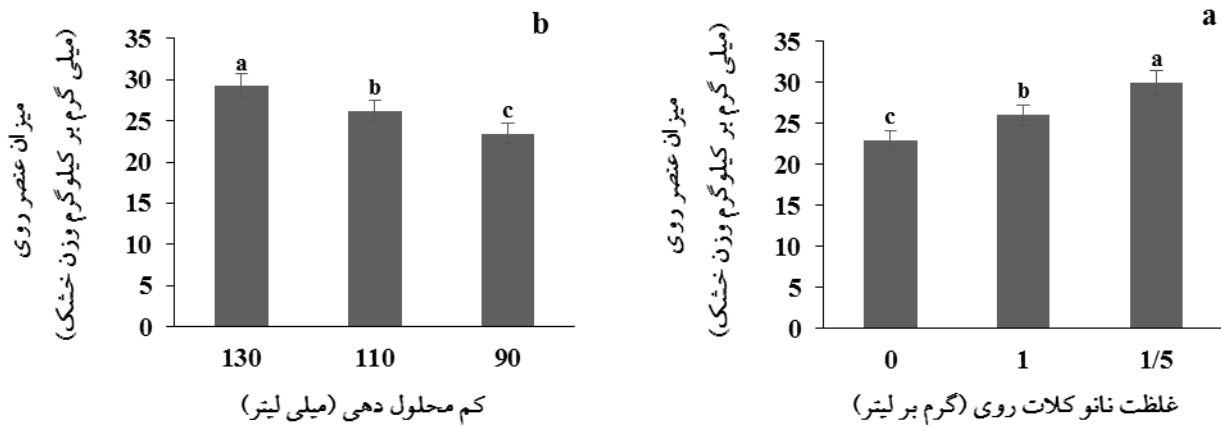 b
میزان عنصر روی
(میلی گرم بر کیلوگرم وزن خشک)
35
30
25
20
15
10
5
0
a
b
c
130
110
90
کم محلول دهی (میلی لیتر)
a
میزان عنصر روی
(میلی گرم بر کیلوگرم وزن خشک)
35
30
25
20
15
10
5
0
c
b
a
0
1
1/5
غلظت نانو کلات روی (گرم بر لیتر)